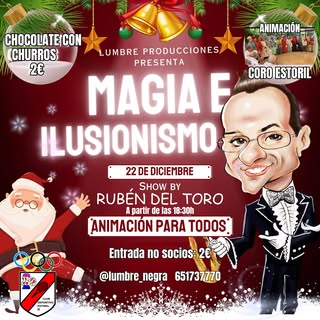 CHOCOLATE CON
CHURROS
2€
LUMBRE PRODUCCIONES
PRESENTA
ANIMACIÓN
CORO ESTORIL
MAGIA E
ILUSIONISMO
22 DE DICIEMBRE
SHOW BY
RUBÉN DEL TORO
A partir de las 18:30h
ANIMACIÓN PARA TODOS
Entrada no socios: 2€
@lumbre_negra 651737770